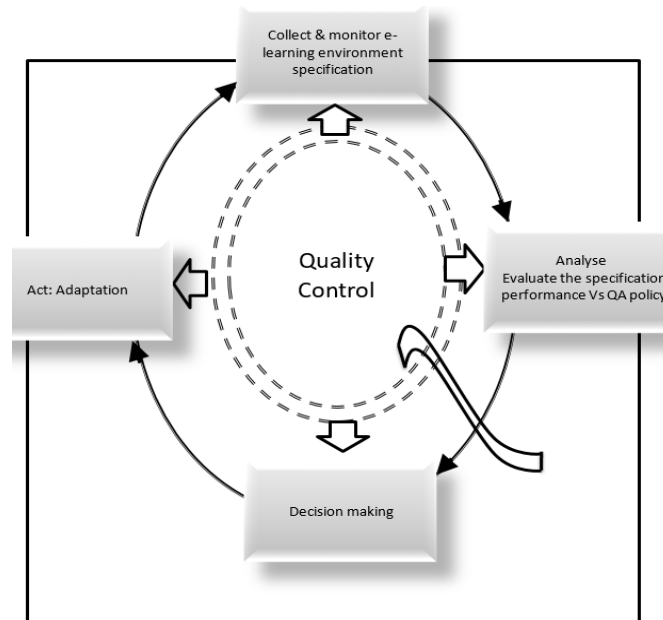 Collect & monitor e-
learning environment
specification
Quality
Control
Analyse
Evaluate the specification
performance Vs QA policy
Act: Adaptation
Decision making